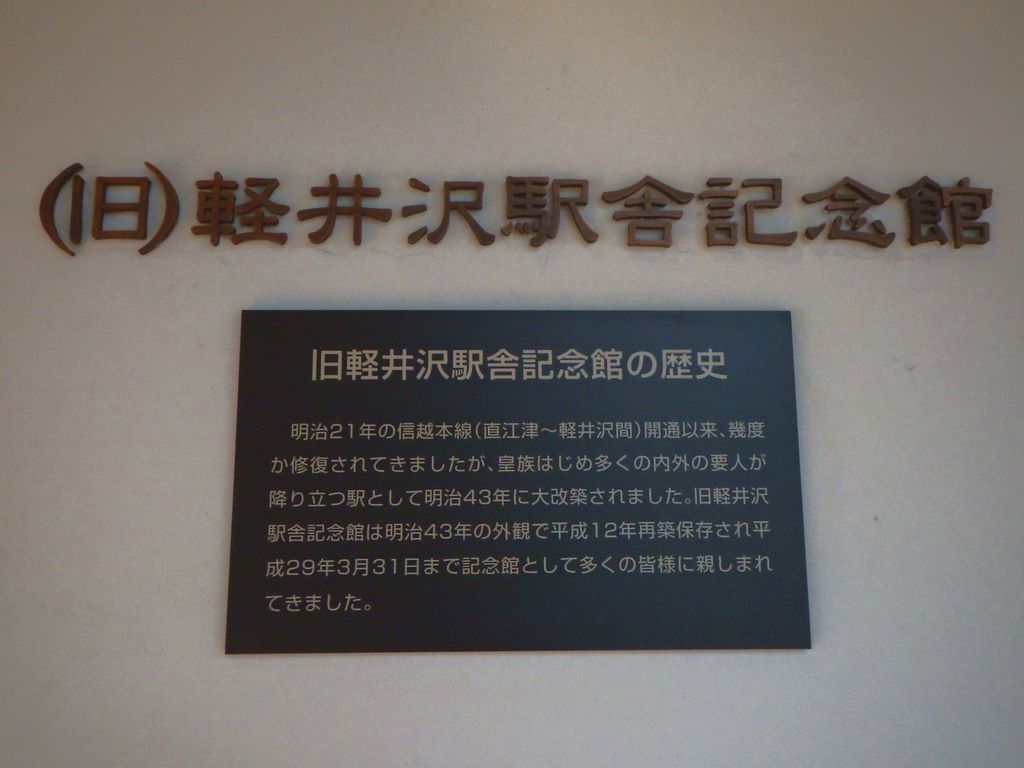 (旧)軽井沢駅舎記念館
旧軽井沢駅舎記念館の歴史
明治21年の信越本線(直江津～軽井沢間)開通以来、幾度
か修復されてきましたが、皇族はじめ多くの内外の要人が
降り立つ駅として明治43年に大改築されました。旧軽井沢
駅舎記念館は明治43年の外観で平成12年再築保存され平
成29年3月31日まで記念館として多くの皆様に親しまれ
てきました。